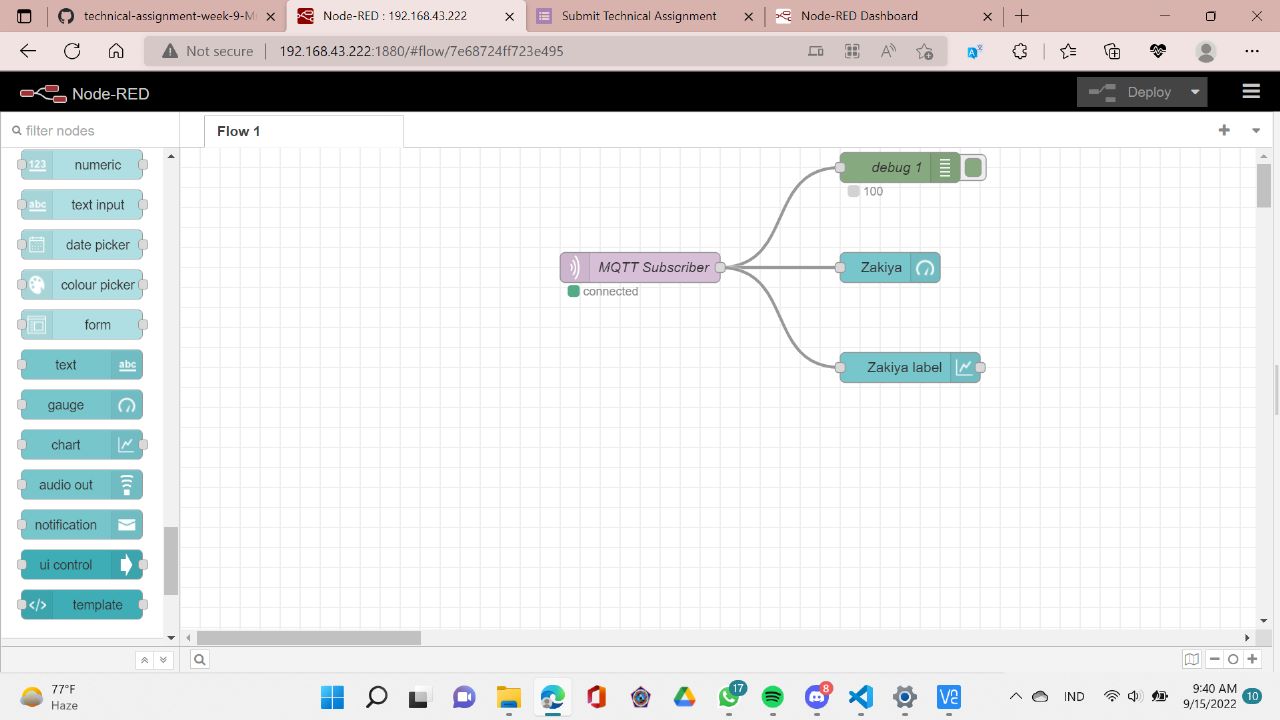 technical-assignment-week-9-M
Node-RED : 192.168.43.222
Submit Technical Assignment
Node-RED Dashboard
Not secure
192.168.43.222:1880/#flow/7e68724ff723e495
Node-RED
Deploy
filter nodes
Flow 1
123 numeric
abc text input
date picker
colour picker
form
text abc
gauge
chart
audio out
notification
ui control
</> template
debug 1
100
MQTT Subscriber
connected
Zakiya
Zakiya label
77°F
Haze
17
8
IND
9:40 AM
9/15/2022
10